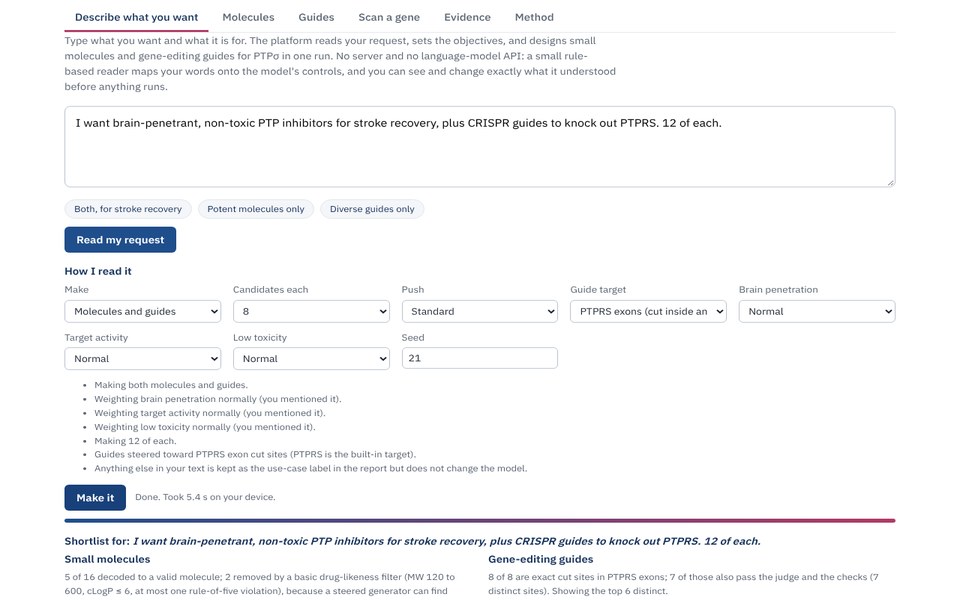 Describe what you want Molecules Guides Scan a gene Evidence Method
Type what you want and what it is for. The platform reads your request, sets the objectives, and designs small
molecules and gene-editing guides for PTPσ in one run. No server and no language-model API: a small rule-
based reader maps your words onto the model's controls, and you can see and change exactly what it understood
before anything runs.
I want brain-penetrant, non-toxic PTP inhibitors for stroke recovery, plus CRISPR guides to knock out PTPRS. 12 of each.
Both, for stroke recovery Potent molecules only Diverse guides only
Read my request
How I read it
Make Candidates each Push Guide target Brain penetration
Molecules and guides 8 Standard PTPRS exons (cut inside an Normal
Target activity Low toxicity Seed
Normal Normal 21
• Making both molecules and guides.
• Weighting brain penetration normally (you mentioned it).
• Weighting target activity normally (you mentioned it).
• Weighting low toxicity normally (you mentioned it).
• Making 12 of each.
• Guides steered toward PTPRS exon cut sites (PTPRS is the built-in target).
• Anything else in your text is kept as the use-case label in the report but does not change the model.
Make it Done. Took 5.4 s on your device.
Shortlist for: I want brain-penetrant, non-toxic PTP inhibitors for stroke recovery, plus CRISPR guides to knock out PTPRS. 12 of each.
Small molecules
5 of 16 decoded to a valid molecule; 2 removed by a basic drug-likeness filter (MW 120 to
600, cLogP ≤ 6, at most one rule-of-five violation), because a steered generator can find
Gene-editing guides
8 of 8 are exact cut sites in PTPRS exons; 7 of those also pass the judge and the checks (7
distinct sites). Showing the top 6 distinct.